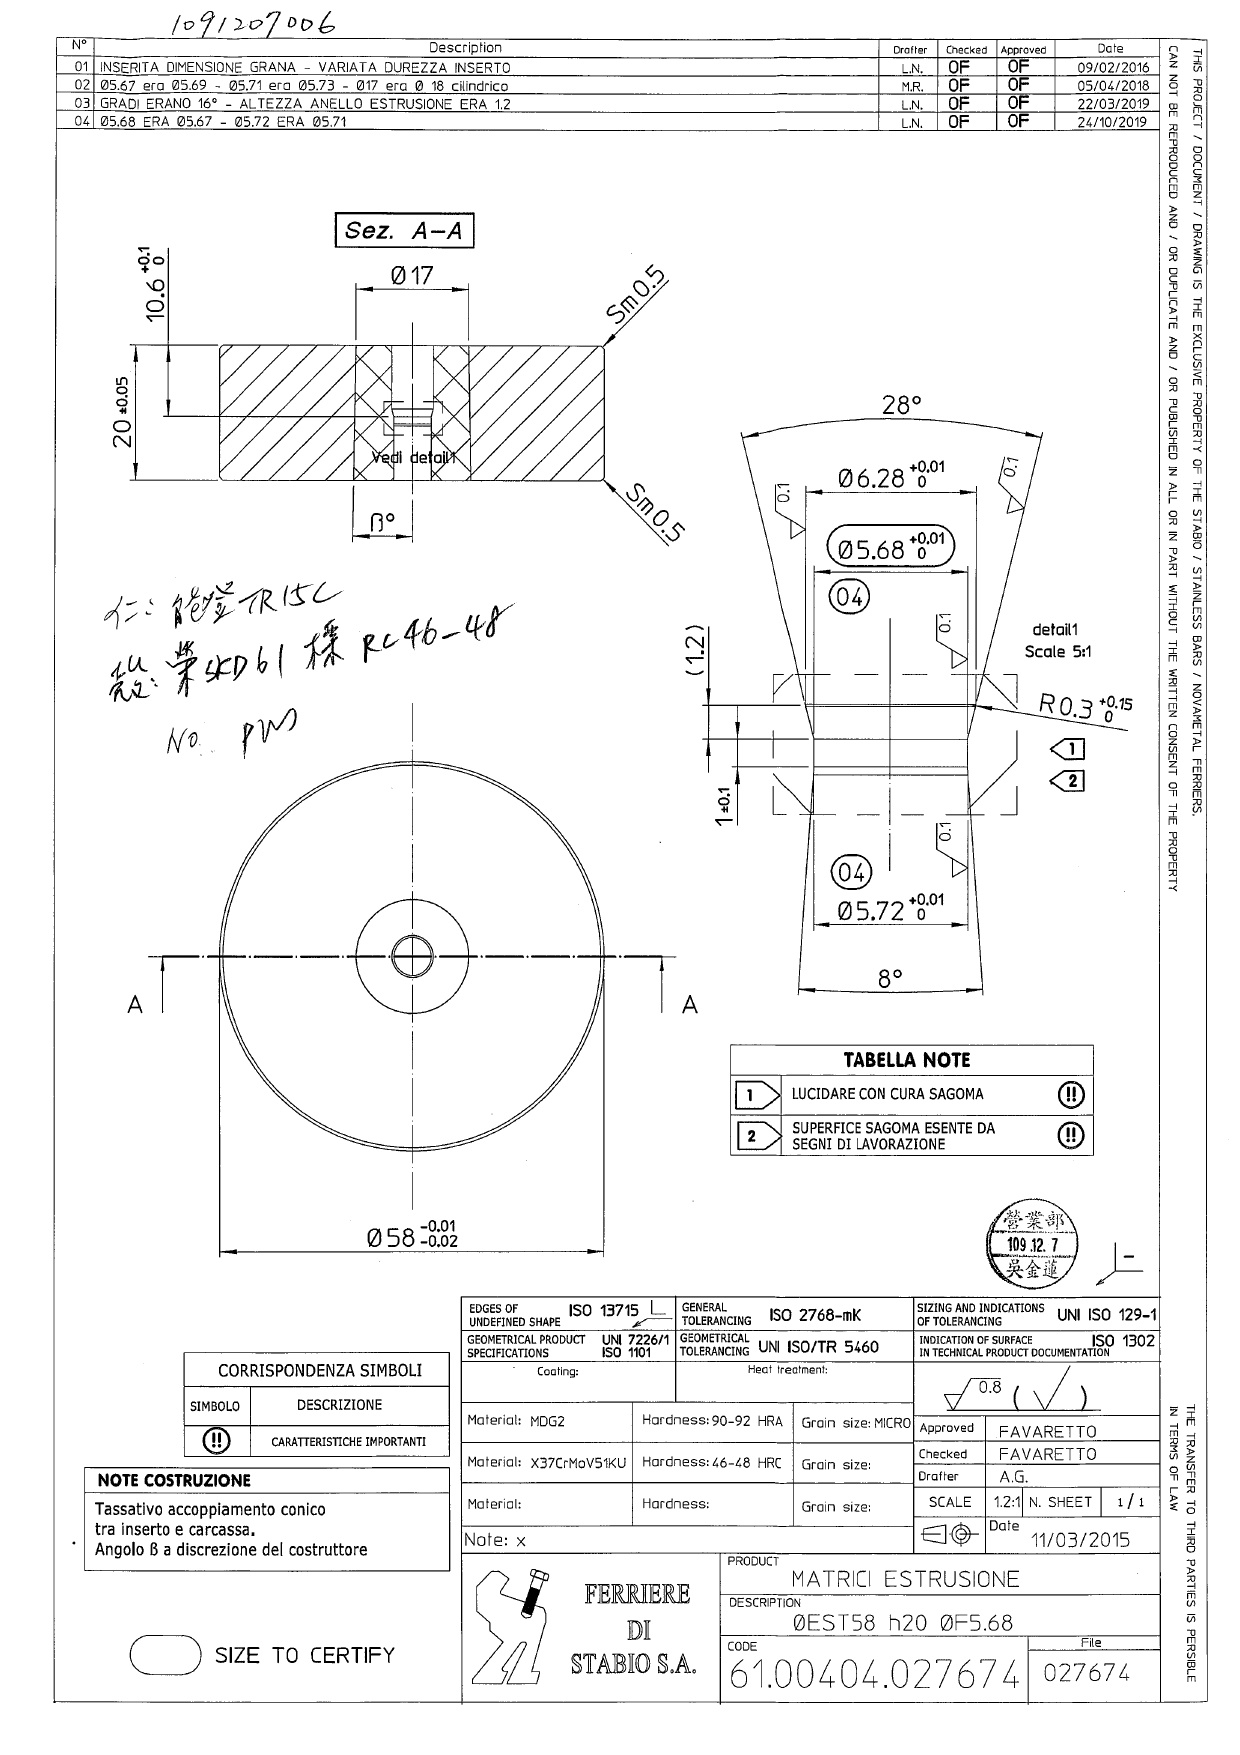 1091207006
N° Description Drafter Checked Approved Date
01 INSERITA DIMENSIONE GRANA - VARIATA DUREZZA INSERTO L.N. OF OF 09/02/2016
02 Ø5.67 era Ø5.69 - Ø5.71 era Ø5.73 - Ø17 era Ø 18 cilindrico M.R. OF OF 05/04/2018
03 GRADI ERANO 16° - ALTEZZA ANELLO ESTRUSIONE ERA 1.2 L.N. OF OF 22/03/2019
04 Ø5.68 ERA Ø5.67 - Ø5.72 ERA Ø5.71 L.N. OF OF 24/10/2019
THIS PROJECT / DOCUMENT / DRAWING IS THE EXCLUSIVE PROPERTY OF THE STABIO / STAINLESS BARS / NOVAMETAL FERRIERS.
CAN NOT BE REPRODUCED AND / OR DUPLICATE AND / OR PUBLISHED IN ALL OR IN PART WITHOUT THE WRITTEN CONSENT OF THE PROPERTY
Sez. A-A
10.6 +0.1 0
Ø17
Sm0.5
20±0.05
Vedi detail1
ß°
Sm0.5
28°
Ø6.28 +0.01 0
0.1
0.1
Ø5.68 +0.01 0
04
0.1
detail1
Scale 5:1
(1.2)
R0.3 +0.15 0
1
2
1±0.1
0.1
04
Ø5.72 +0.01 0
8°
TR15C
SKD61 RC46-48
No
A A
Ø58 -0.01 -0.02
TABELLA NOTE
1 LUCIDARE CON CURA SAGOMA !!
2 SUPERFICE SAGOMA ESENTE DA
SEGNI DI LAVORAZIONE !!
營業部
109.12.7
吳金蓮
EDGES OF
UNDEFINED SHAPE ISO 13715
GENERAL
TOLERANCING ISO 2768-mK
SIZING AND INDICATIONS
OF TOLERANCING UNI ISO 129-1
GEOMETRICAL PRODUCT
SPECIFICATIONS UNI 7226/1
ISO 1101
GEOMETRICAL
TOLERANCING UNI ISO/TR 5460
INDICATION OF SURFACE
IN TECHNICAL PRODUCT DOCUMENTATION ISO 1302
Coating: Heat treatment:
0.8 ( )
Material: MDG2 Hardness: 90-92 HRA Grain size: MICRO
Material: X37CrMoV51KU Hardness: 46-48 HRC Grain size:
Material: Hardness: Grain size:
Note: x
Approved FAVARETTO
Checked FAVARETTO
Drafter A.G.
SCALE 1.2:1 N. SHEET 1/1
Date 11/03/2015
CORRISPONDENZA SIMBOLI
SIMBOLO DESCRIZIONE
!! CARATTERISTICHE IMPORTANTI
NOTE COSTRUZIONE
Tassativo accoppiamento conico
tra inserto e carcassa.
Angolo ß a discrezione del costruttore
SIZE TO CERTIFY
FERRIERE
DI
STABIO S.A.
PRODUCT
MATRICI ESTRUSIONE
DESCRIPTION
ØEST58 h20 ØF5.68
CODE
61.00404.027674
File
027674
THE TRANSFER TO THIRD PARTIES IS PERSIBLE
IN TERMS OF LAW